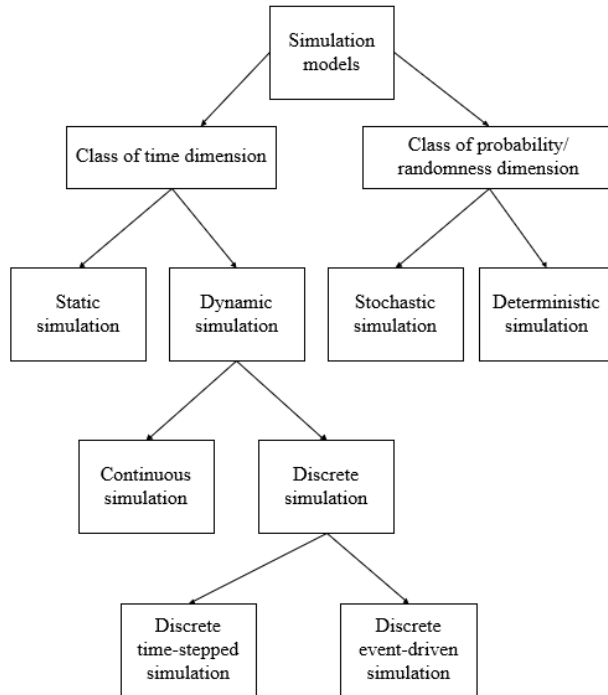 Simulation
models
Class of time dimension
Class of probability/
randomness dimension
Static
simulation
Dynamic
simulation
Stochastic
simulation
Deterministic
simulation
Continuous
simulation
Discrete
simulation
Discrete
time-stepped
simulation
Discrete
event-driven
simulation